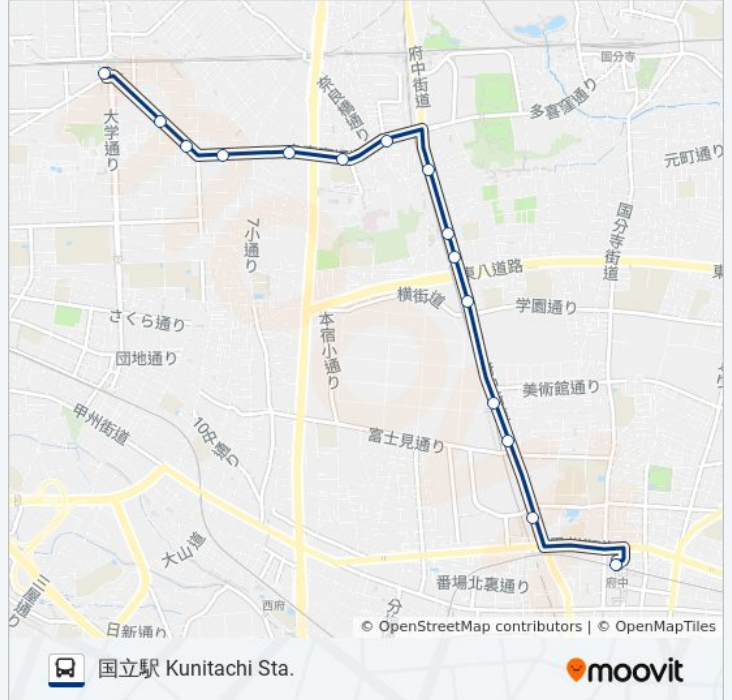 国分寺
府中街道
奈良橋通り
多喜窪通り
大学通り
元町通り
国分寺街道
7小通り
東八道路
東
横街道
学園通り
さくら通り
本宿小通り
団地通り
美術館通り
甲州街道
10中通り
富士見通り
大山道
番場北裏通り
府中
三屋通り
西府
分
日新通り
© OpenStreetMap contributors | © OpenMapTiles
国立駅 Kunitachi Sta.
moovit